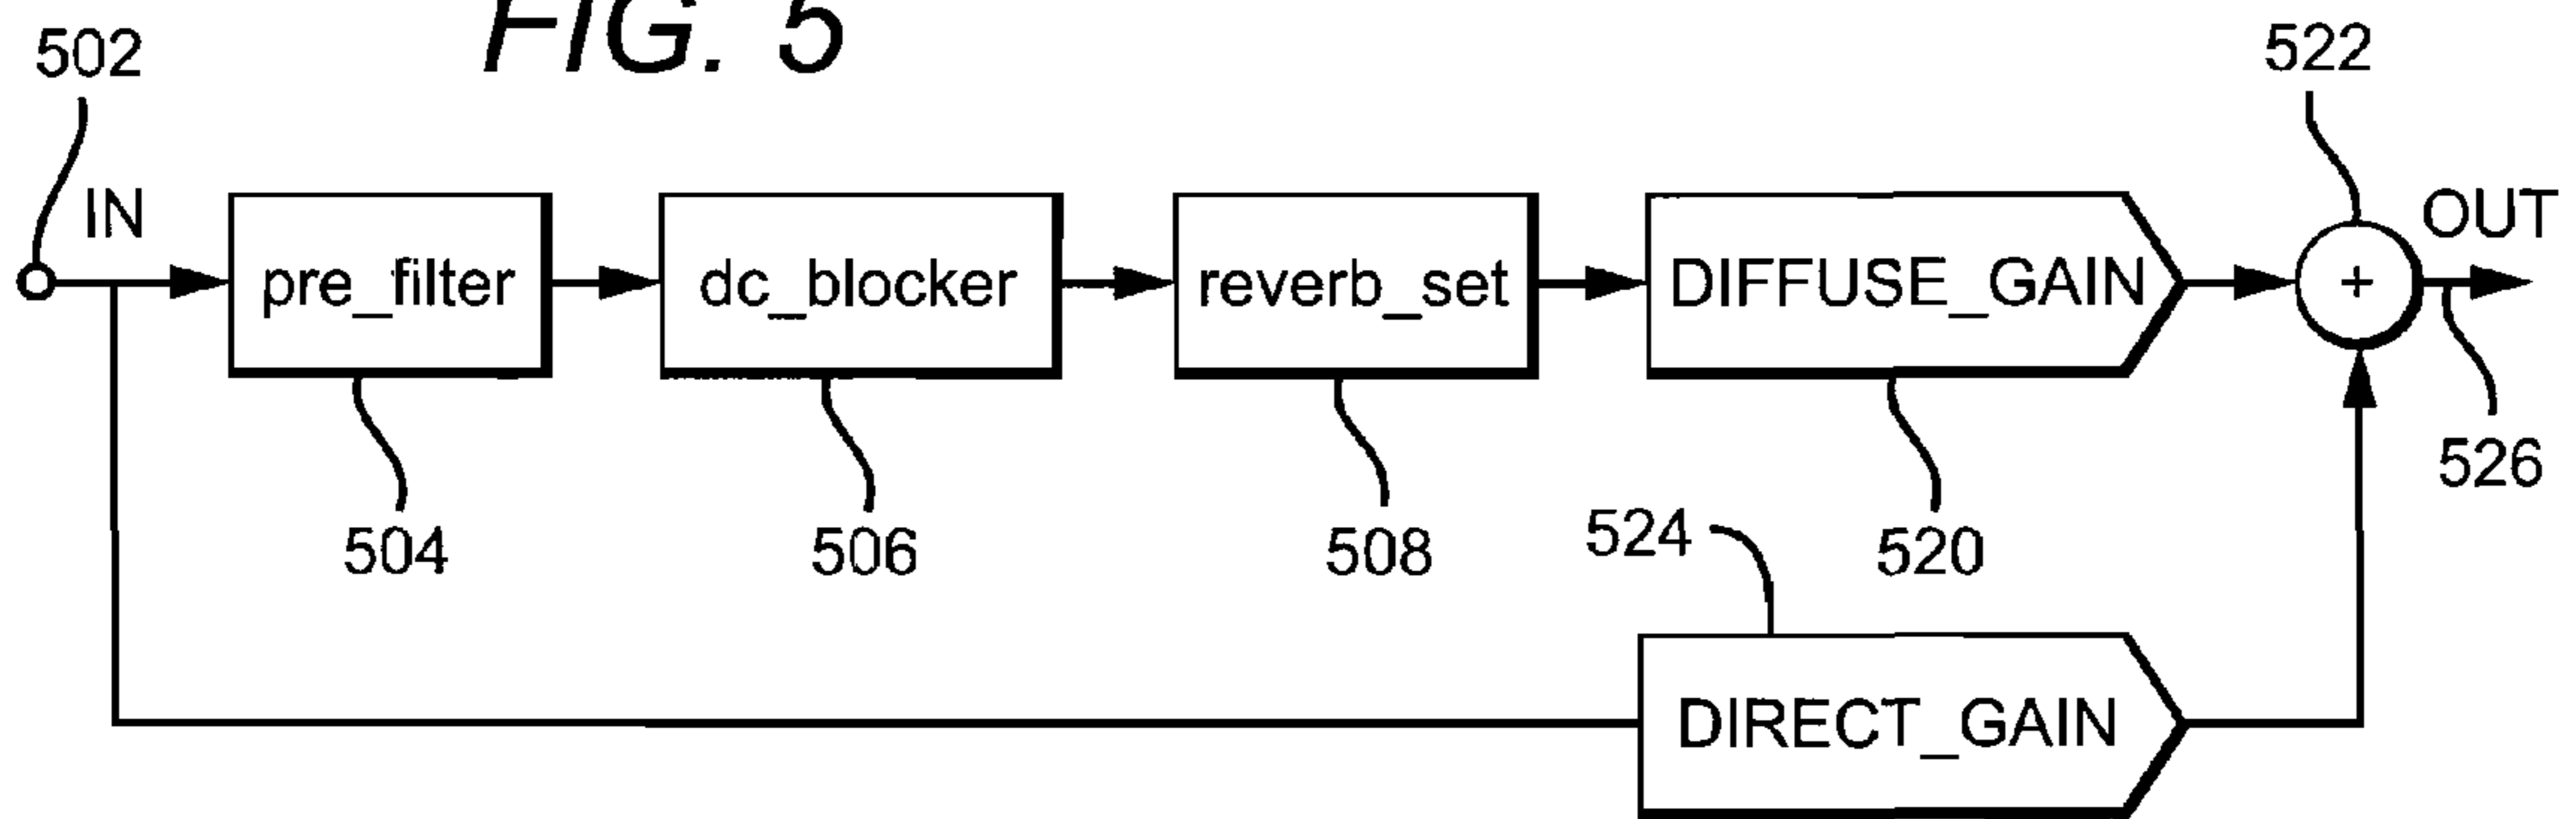 FIG. 5
502
522
IN
OUT
pre_filter
dc_blocker
reverb_set
DIFFUSE_GAIN
+
526
504
506
508
524
520
DIRECT_GAIN